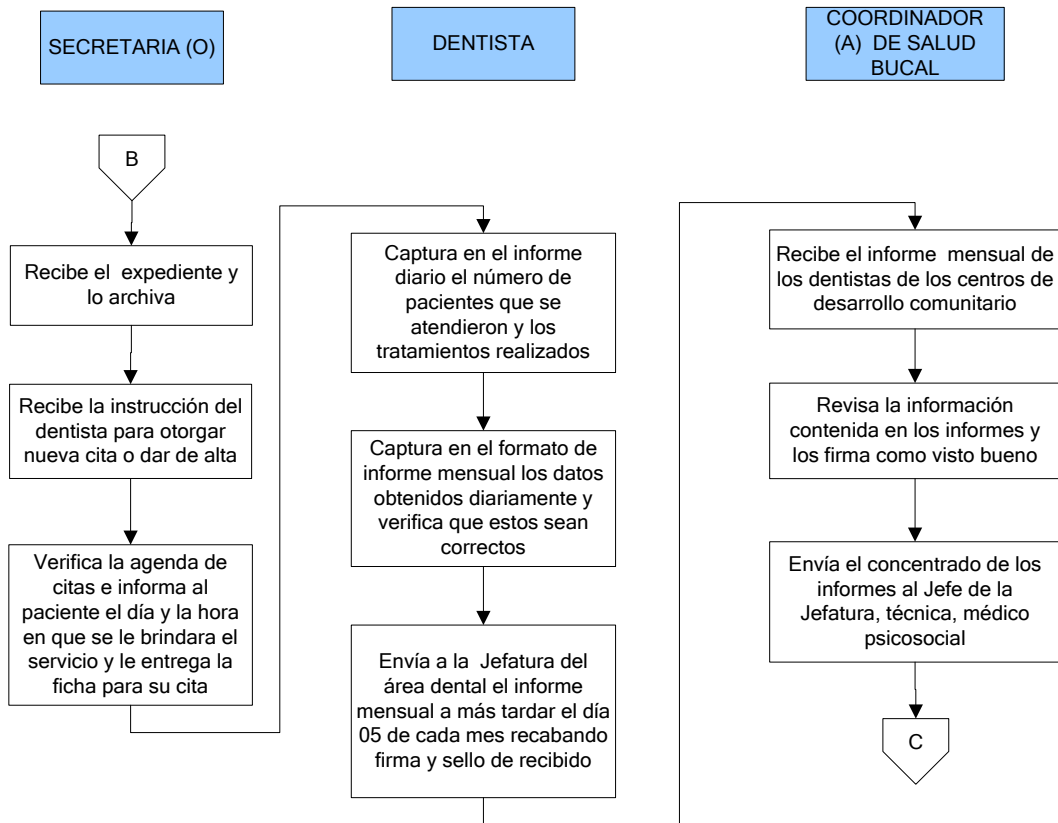 SECRETARIA (O)
DENTISTA
COORDINADOR
(A)  DE SALUD
BUCAL
B
Recibe el  expediente y
lo archiva
Recibe la instrucción del
dentista para otorgar
nueva cita o dar de alta
Verifica la agenda de
citas e informa al
paciente el día y la hora
en que se le brindara el
servicio y le entrega la
ficha para su cita
Captura en el informe
diario el número de
pacientes que se
atendieron y los
tratamientos realizados
Captura en el formato de
informe mensual los datos
obtenidos diariamente y
verifica que estos sean
correctos
Envía a la  Jefatura del
área dental el informe
mensual a más tardar el día
05 de cada mes recabando
firma y sello de recibido
Recibe el informe  mensual de
los dentistas de los centros de
desarrollo comunitario
Revisa la información
contenida en los informes y
los firma como visto bueno
Envía el concentrado de los
informes al Jefe de la
Jefatura, técnica, médico
psicosocial
C